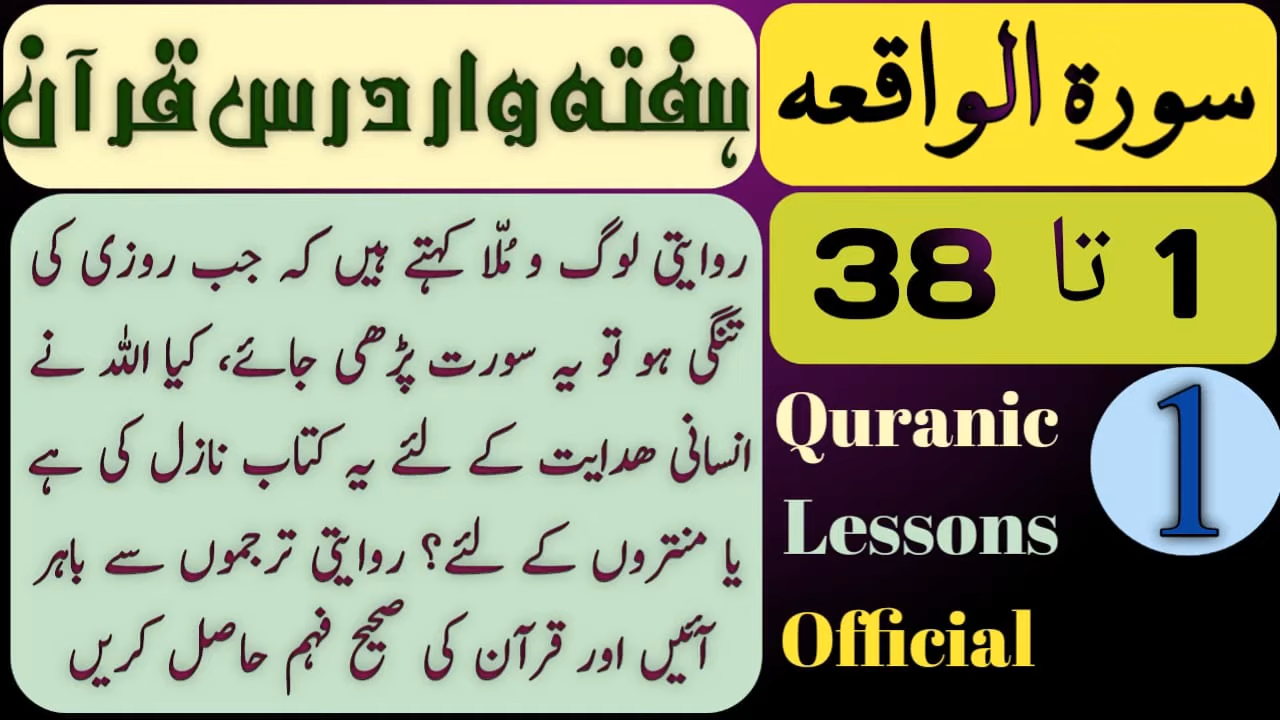 ہفتہ وار درس قرآن
سورۃ الواقعہ
1 تا 38
روایتی لوگ و مُلّا کہتے ہیں کہ جب روزی کی
تنگی ہو تو یہ سورت پڑھی جائے، کیا اللہ نے
انسانی ھدایت کے لئے یہ کتاب نازل کی ہے
یا منتروں کے لئے؟ روایتی ترجموں سے باہر
آئیں اور قرآن کی صحیح فہم حاصل کریں
Quranic
Lessons
Official
1